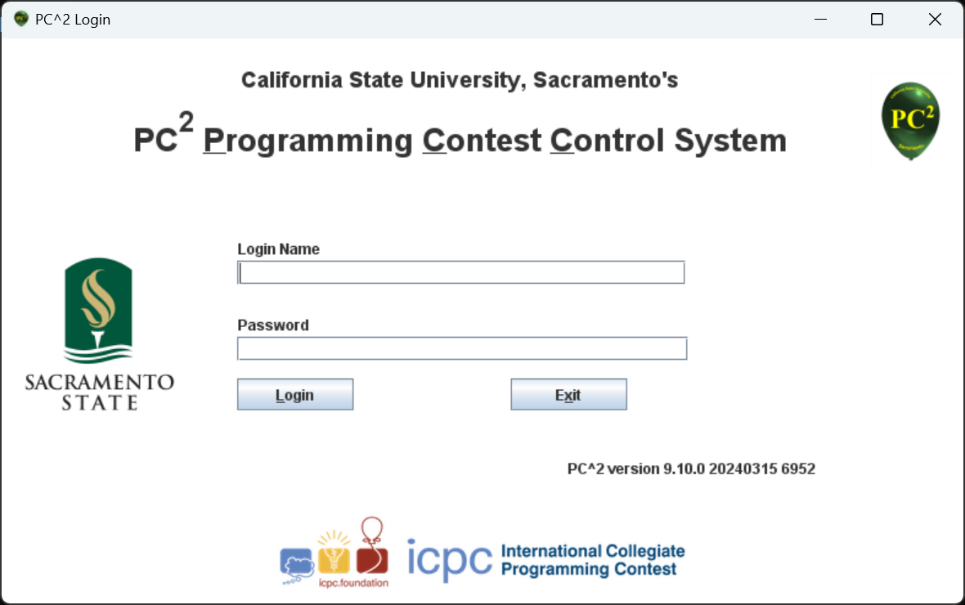 PC^2 Login
California State University, Sacramento's
PC2 Programming Contest Control System
PC2
Sacramento
Login Name
SACRAMENTO
STATE
Password
Login
Exit
PC^2 version 9.10.0 20240315 6952
icpc.foundation
icpc
International Collegiate
Programming Contest